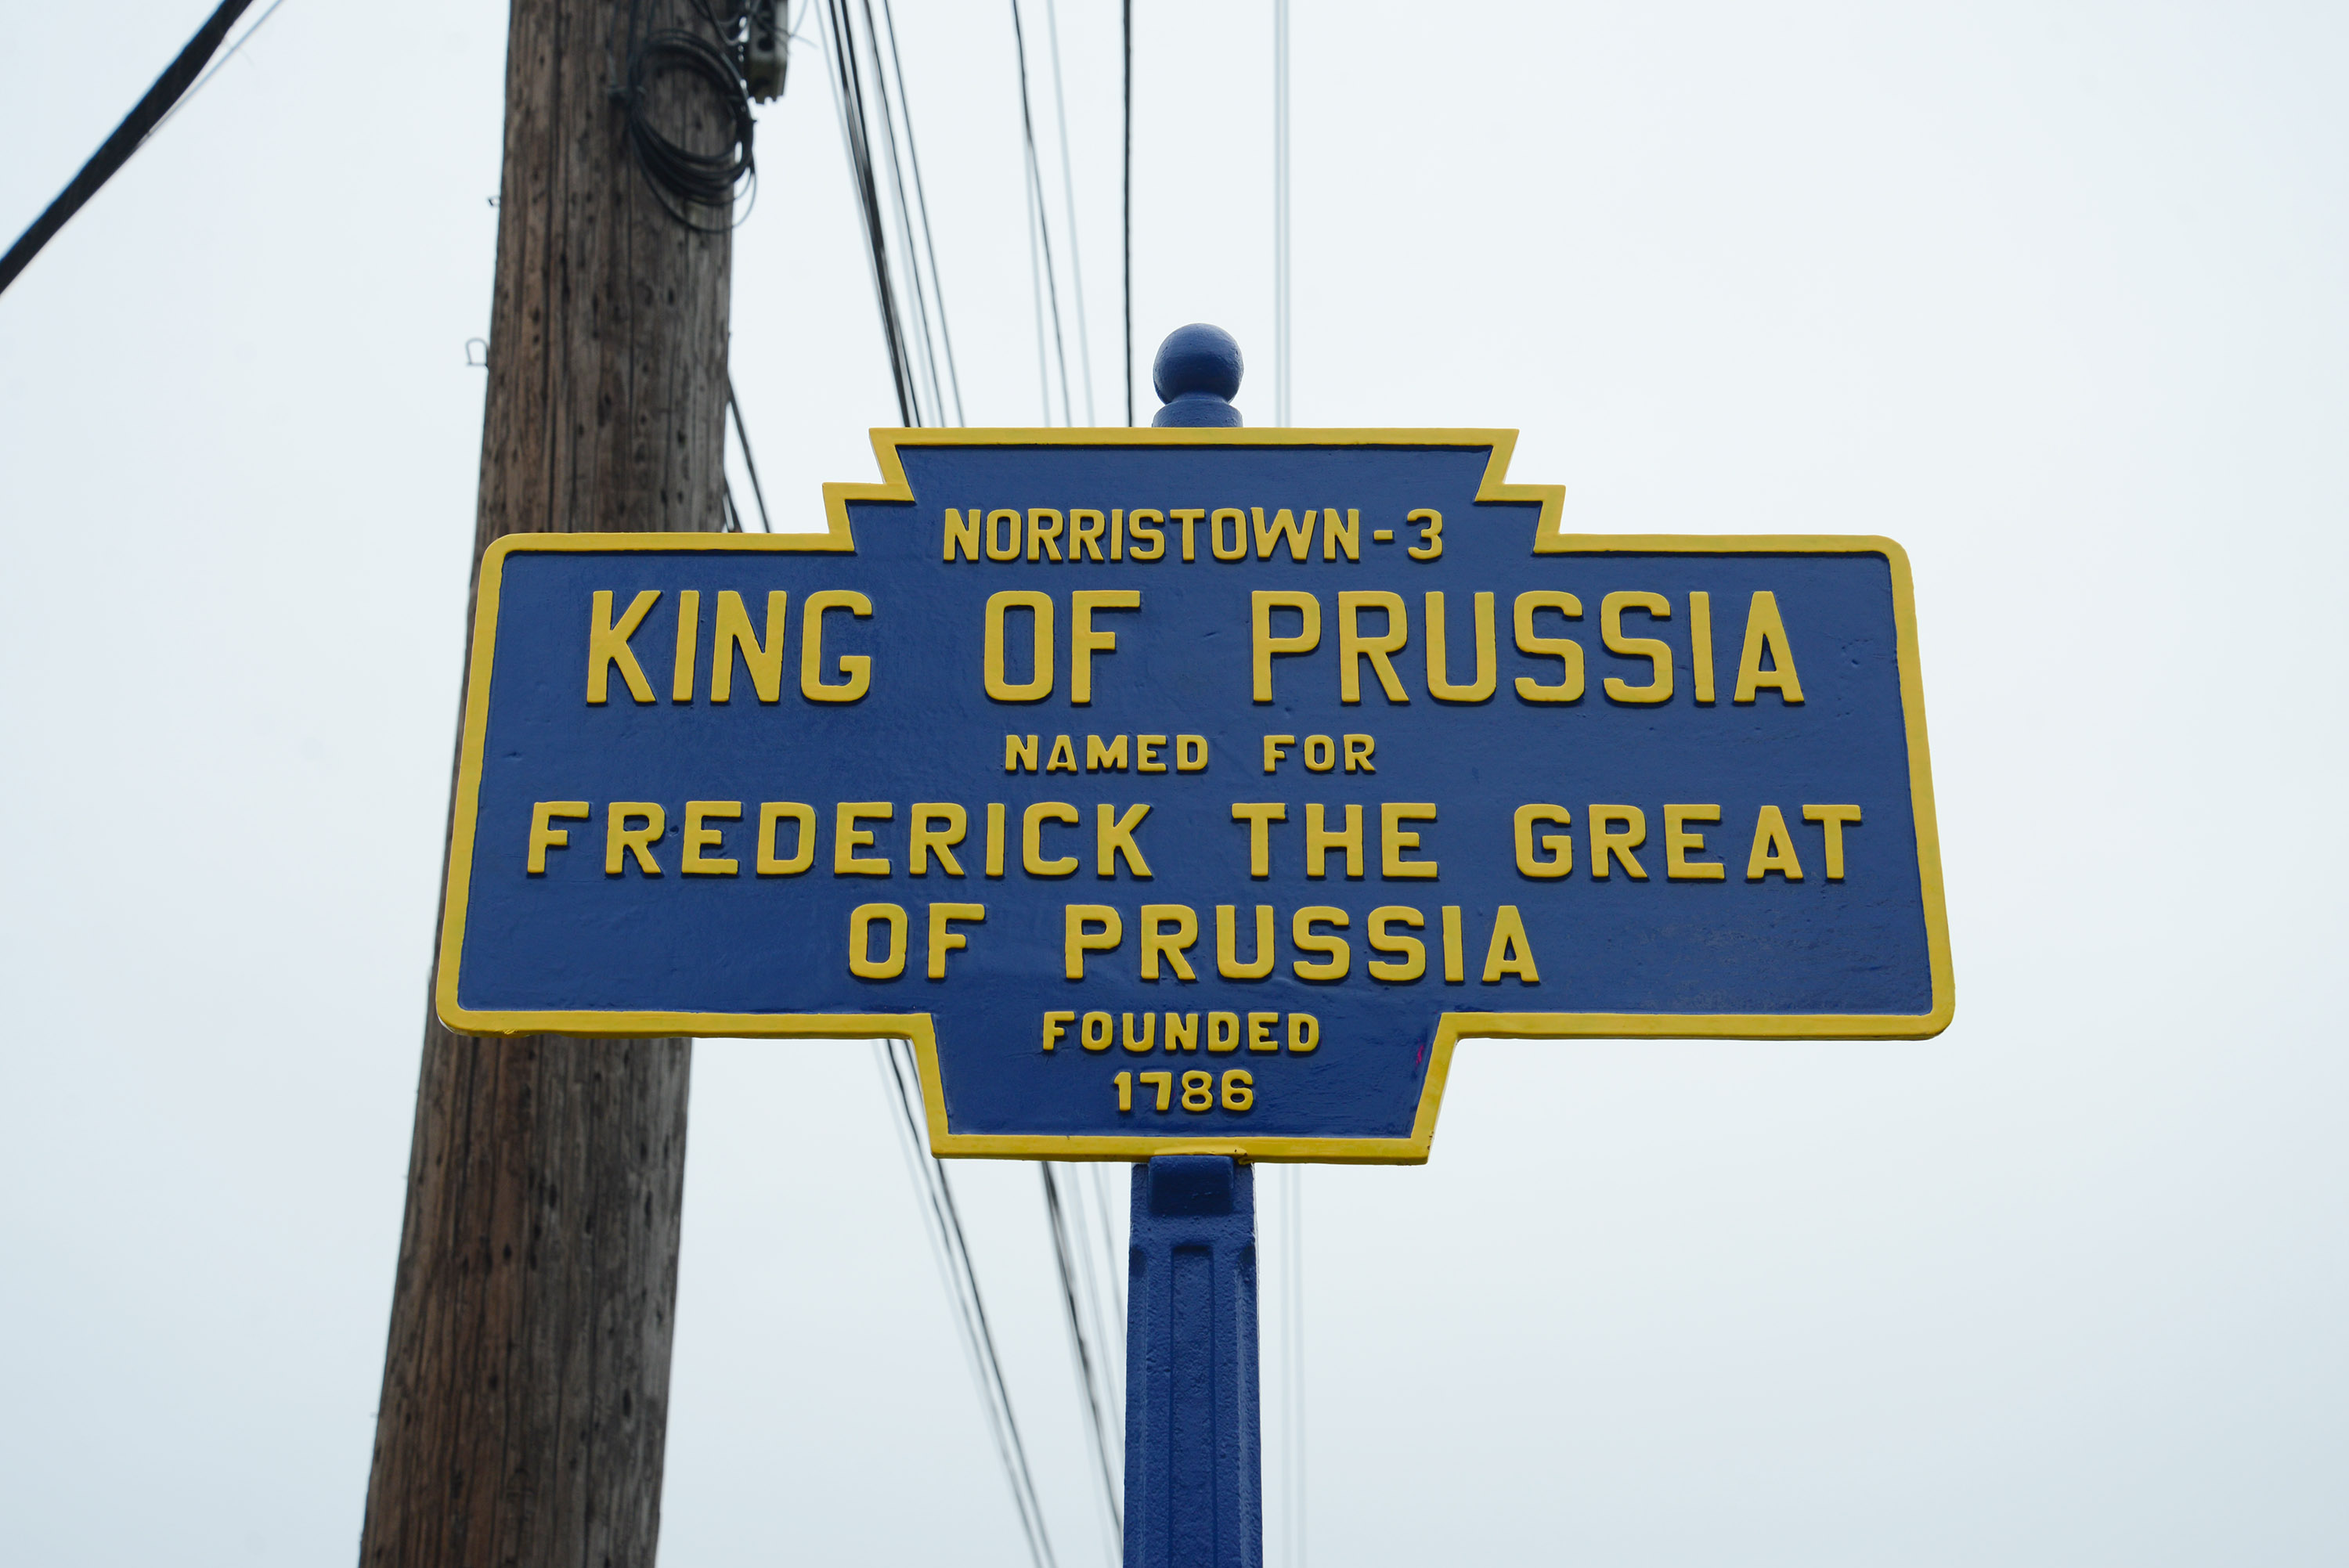 NORRISTOWN-3
KING OF PRUSSIA
NAMED FOR
FREDERICK THE GREAT
OF PRUSSIA
FOUNDED
1786